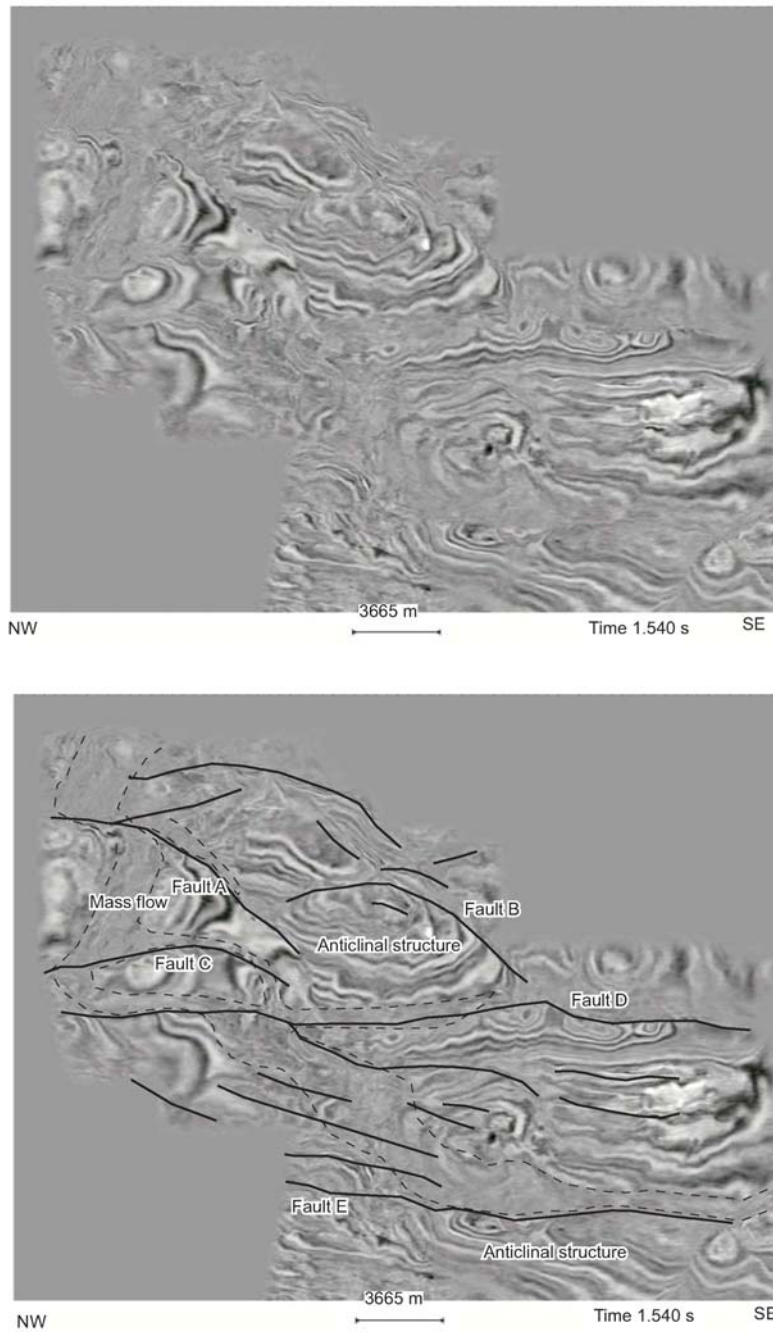 3665 m
NW
Time 1.540 s
SE
Fault A
Mass flow
Fault B
Anticlinal structure
Fault C
Fault D
Fault E
Anticlinal structure
3665 m
NW
Time 1.540 s
SE